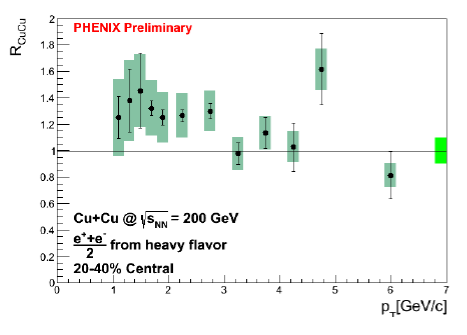 R_CuCu
2
1.8
1.6
1.4
1.2
1
0.8
0.6
0.4
0.2
0
PHENIX Preliminary
Cu+Cu @ √s_NN = 200 GeV
e⁺+e⁻
2
from heavy flavor
20-40% Central
0 1 2 3 4 5 6 7
p_T[GeV/c]